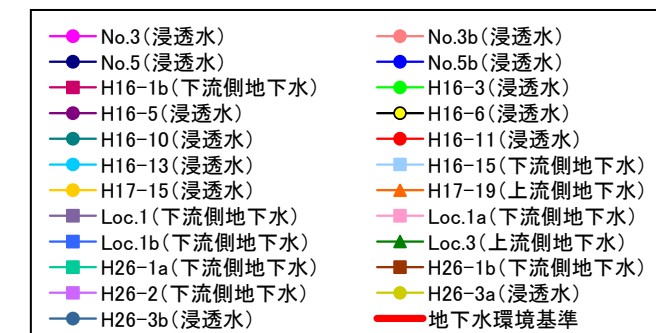 No.3(浸透水) No.3b(浸透水)
No.5(浸透水) No.5b(浸透水)
H16-1b(下流側地下水) H16-3(浸透水)
H16-5(浸透水) H16-6(浸透水)
H16-10(浸透水) H16-11(浸透水)
H16-13(浸透水) H16-15(下流側地下水)
H17-15(浸透水) H17-19(上流側地下水)
Loc.1(下流側地下水) Loc.1a(下流側地下水)
Loc.1b(下流側地下水) Loc.3(上流側地下水)
H26-1a(下流側地下水) H26-1b(下流側地下水)
H26-2(下流側地下水) H26-3a(浸透水)
H26-3b(浸透水) 地下水環境基準